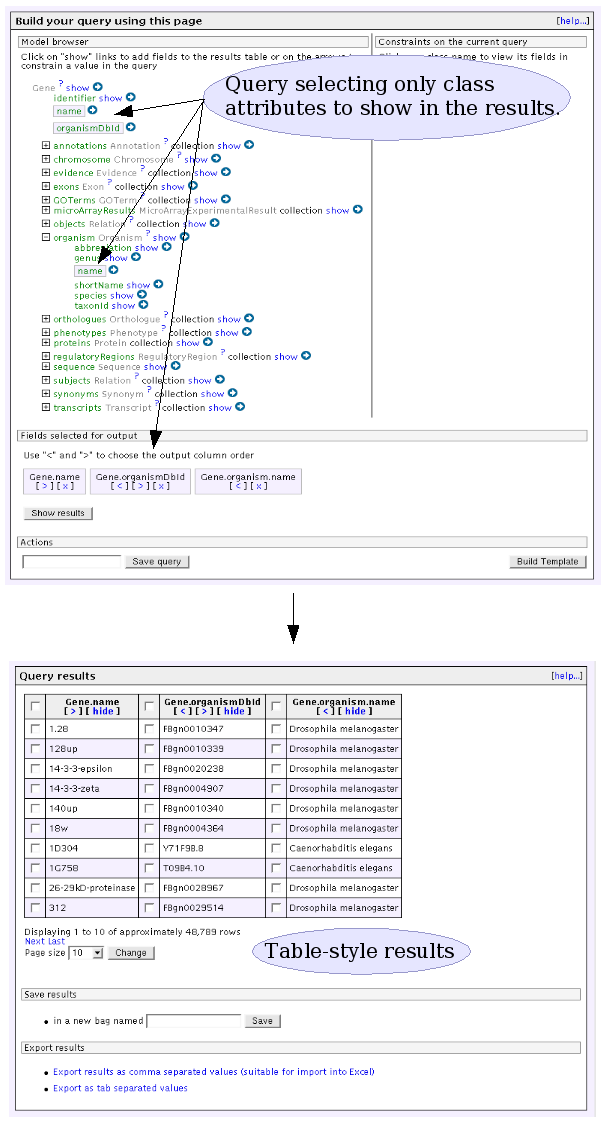 Build your query using this page
[help...]
Model browser
Constraints on the current query
Click on "show" links to add fields to the results table or on the arrows to
constrain a value in the query
class name to view its fields in
Query selecting only class
attributes to show in the results.
Gene ? show
identifier show
name
organismDbId
annotations Annotation ? collection show
chromosome Chromosome ? show
evidence Evidence ? collection show
exons Exon ? collection show
GOTerms GOTerm ? collection show
microArrayResults MicroArrayExperimentalResult collection show
objects Relation ? collection show
organism Organism ? show
abbreviation show
genus show
name
shortName show
species show
taxonId show
orthologues Orthologue ? collection show
phenotypes Phenotype ? collection show
proteins Protein collection show
regulatoryRegions RegulatoryRegion ? collection show
sequence Sequence show
subjects Relation ? collection show
synonyms Synonym ? collection show
transcripts Transcript ? collection show
Fields selected for output
Use "<" and ">" to choose the output column order
Gene.name Gene.organismDbId Gene.organism.name
[ > ] [ x ] [ < ] [ > ] [ x ] [ < ] [ x ]
Show results
Actions
Save query
Build Template
Query results
[help...]
Gene.name Gene.organismDbId Gene.organism.name
[ > ] [ hide ] [ < ] [ > ] [ hide ] [ < ] [ hide ]
1.28 FBgn0010347 Drosophila melanogaster
128up FBgn0010339 Drosophila melanogaster
14-3-3-epsilon FBgn0020238 Drosophila melanogaster
14-3-3-zeta FBgn0004907 Drosophila melanogaster
140up FBgn0010340 Drosophila melanogaster
18w FBgn0004364 Drosophila melanogaster
1D304 Y71F9B.8 Caenorhabditis elegans
1G758 T09B4.10 Caenorhabditis elegans
26-29kD-proteinase FBgn0028967 Drosophila melanogaster
312 FBgn0029514 Drosophila melanogaster
Displaying 1 to 10 of approximately 48,789 rows
Next Last
Page size 10 Change
Table-style results
Save results
in a new bag named Save
Export results
Export results as comma separated values (suitable for import into Excel)
Export as tab separated values